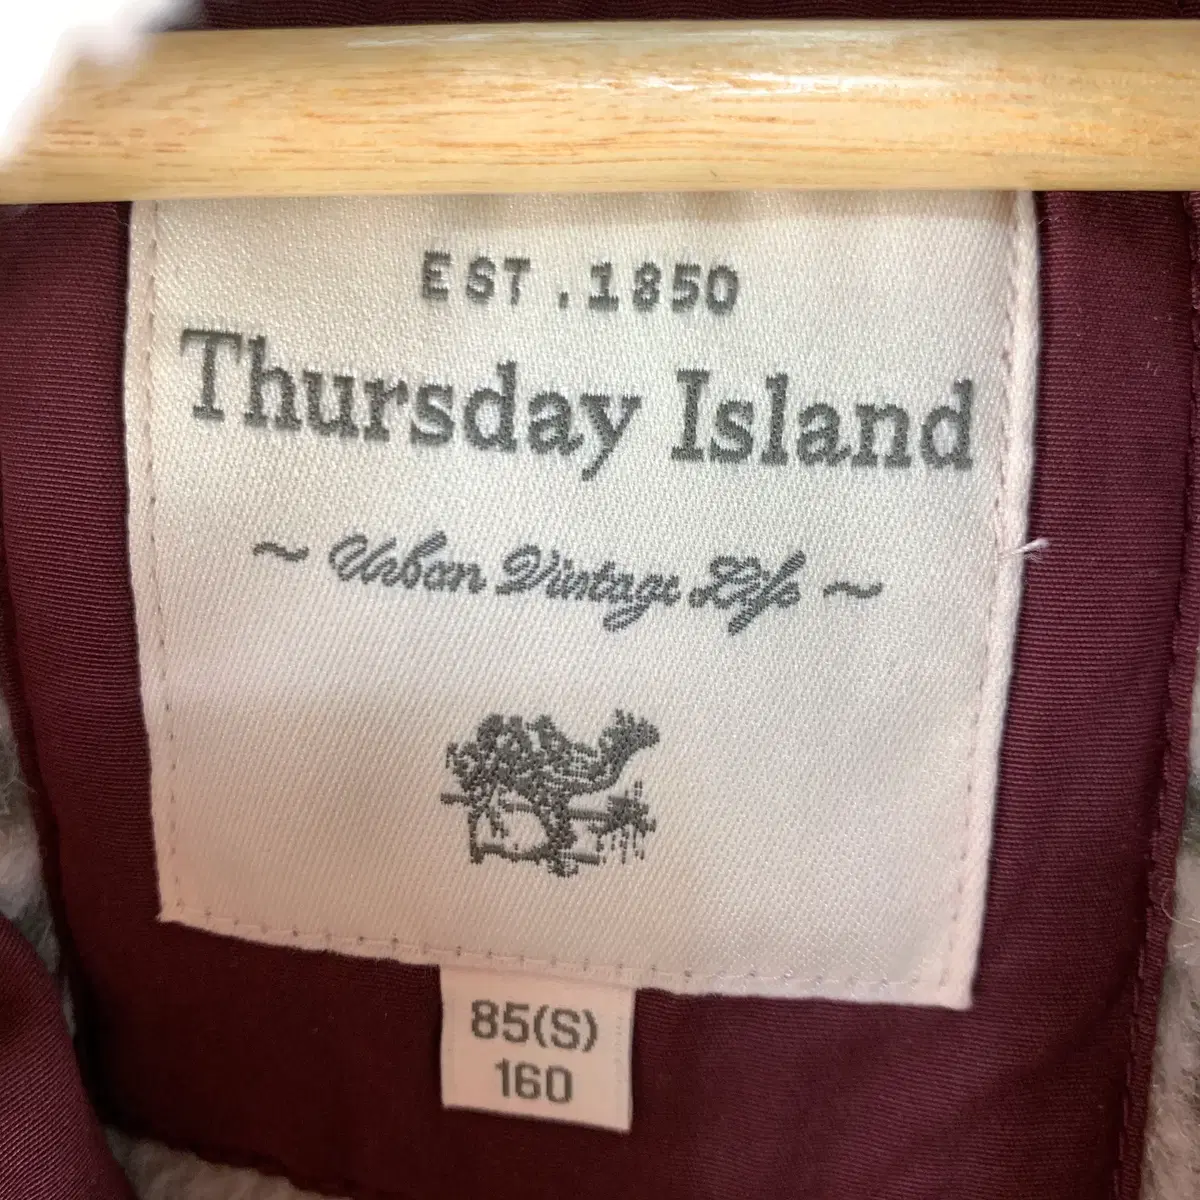 EST.1850
Thursday Island
~ Urban Vintage Life ~
85(S)
160